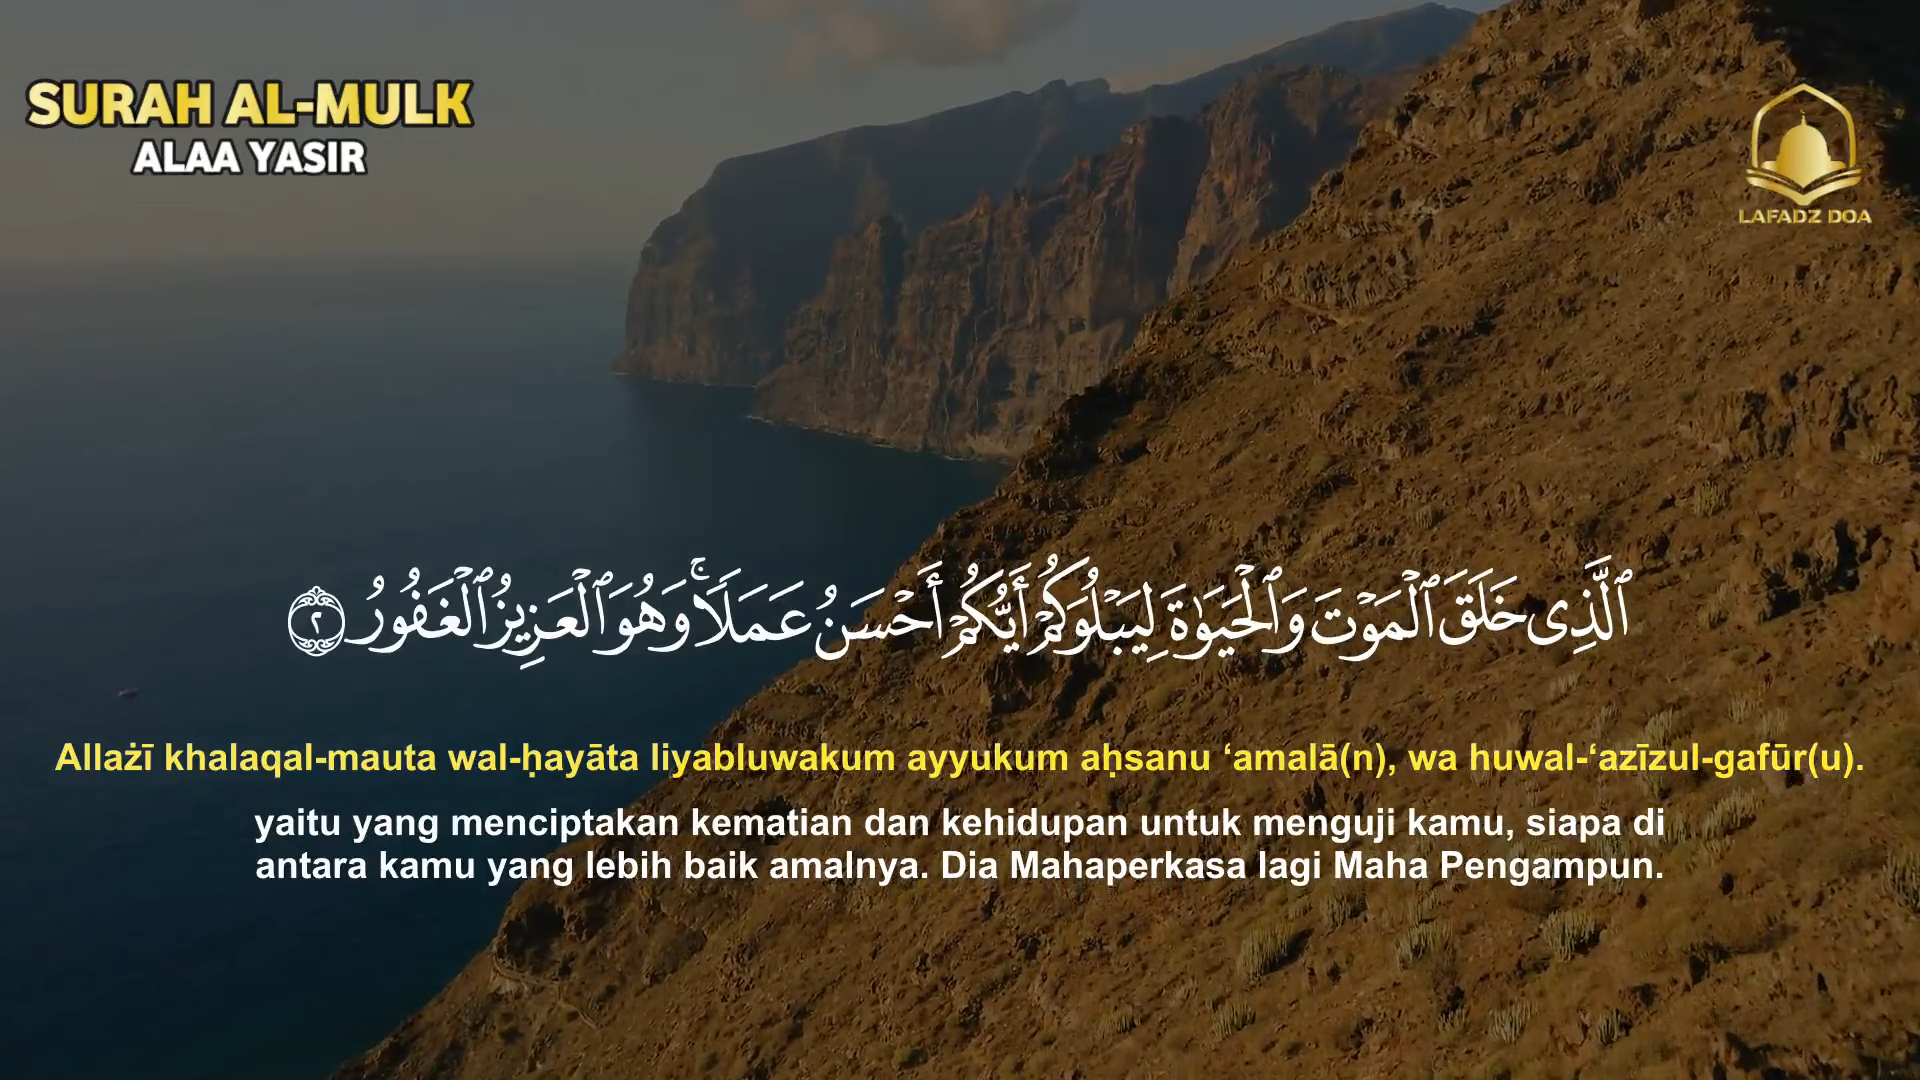 SURAH AL-MULK
ALAA YASIR
LAFADZ DOA
ٱلَّذِى خَلَقَ ٱلْمَوْتَ وَٱلْحَيَوٰةَ لِيَبْلُوَكُمْ أَيُّكُمْ أَحْسَنُ عَمَلًا ۚ وَهُوَ ٱلْعَزِيزُ ٱلْغَفُورُ ٢
Allażī khalaqal-mauta wal-ḥayāta liyabluwakum ayyukum aḥsanu ‘amalā(n), wa huwal-‘azīzul-gafūr(u).
yaitu yang menciptakan kematian dan kehidupan untuk menguji kamu, siapa di
antara kamu yang lebih baik amalnya. Dia Mahaperkasa lagi Maha Pengampun.